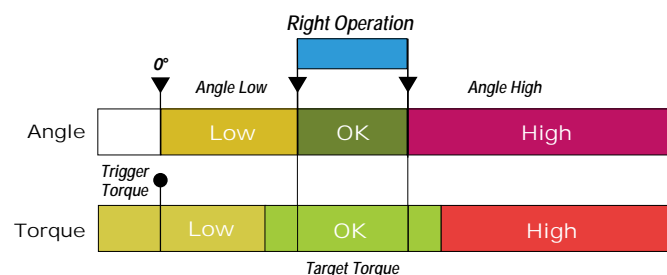 Right Operation
0°
Angle Low
Angle High
Angle
Low
OK
High
Trigger
Torque
Torque
Low
OK
High
Target Torque